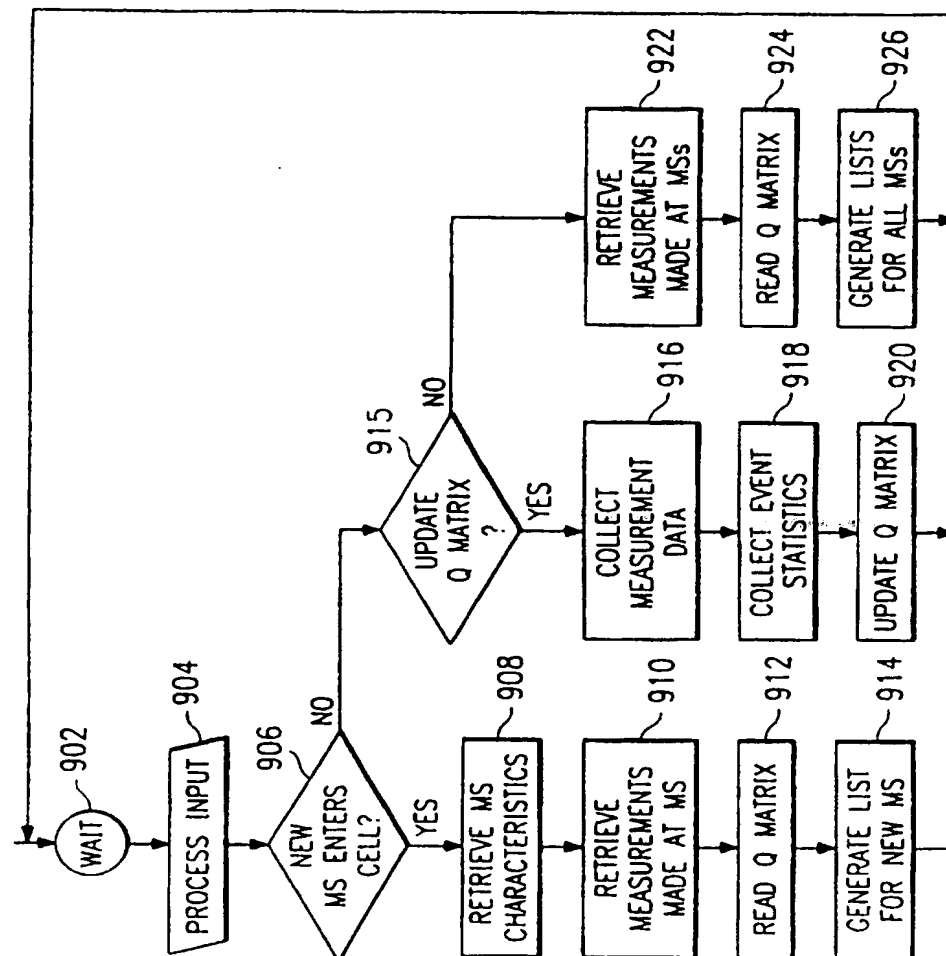 902
WAIT
904
PROCESS INPUT
906
NEW
MS ENTERS
CELL?
NO
YES
908
RETRIEVE MS
CHARACTERISTICS
910
RETRIEVE
MEASUREMENTS
MADE AT MS
912
READ Q MATRIX
914
GENERATE LIST
FOR NEW MS
915
UPDATE
Q MATRIX
?
NO
YES
916
COLLECT
MEASUREMENT
DATA
918
COLLECT EVENT
STATISTICS
920
UPDATE Q MATRIX
922
RETRIEVE
MEASUREMENTS
MADE AT MSs
924
READ Q MATRIX
926
GENERATE LISTS
FOR ALL MSs